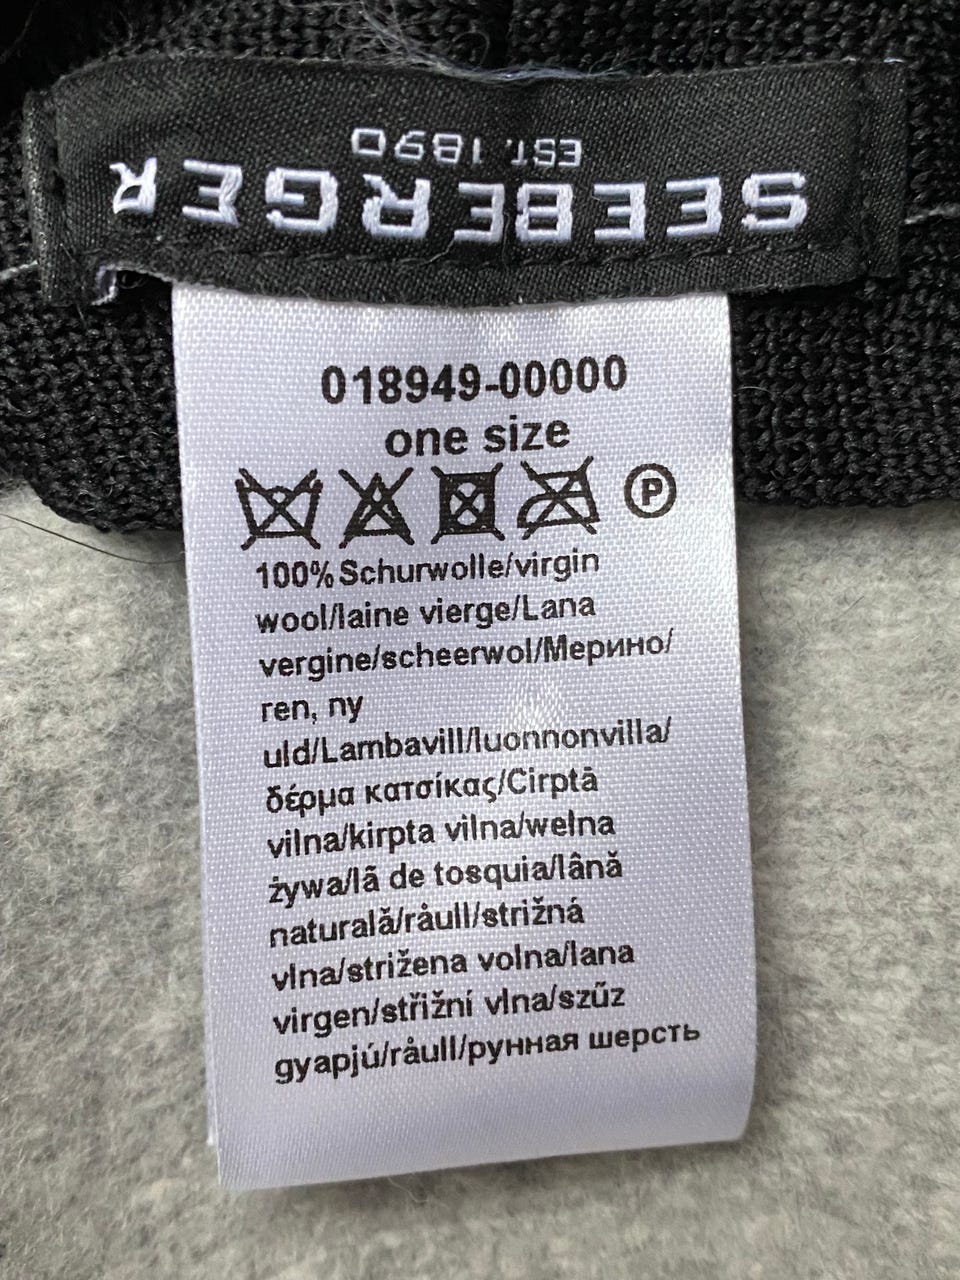 SEEBERGER
EST. 1890
018949-00000
one size
P
100% Schurwolle/virgin
wool/laine vierge/Lana
vergine/scheerwol/Мерино/
ren, ny
uld/Lambavill/luonnonvilla/
δέρμα κατσίκας/Cirptā
vilna/kirpta vilna/wełna
żywa/lã de tosquia/lână
naturală/råull/strižná
vlna/strižena volna/lana
virgen/střižní vlna/szűz
gyapjú/råull/рунная шерсть